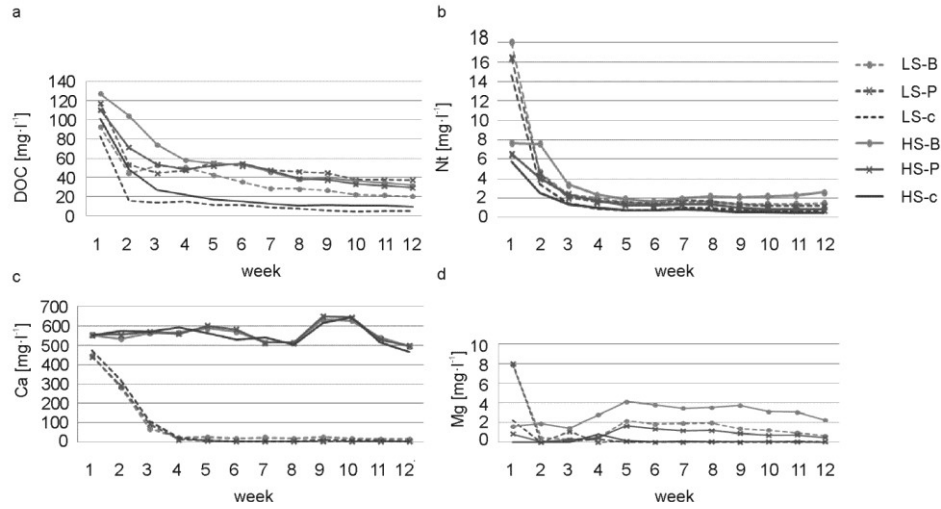 a
DOC [mg·l⁻¹]
140
120
100
80
60
40
20
0
1 2 3 4 5 6 7 8 9 10 11 12
week
b
Nt [mg·l⁻¹]
18
16
14
12
10
8
6
4
2
0
1 2 3 4 5 6 7 8 9 10 11 12
week
LS-B
LS-P
LS-c
HS-B
HS-P
HS-c
c
Ca [mg·l⁻¹]
700
600
500
400
300
200
100
0
1 2 3 4 5 6 7 8 9 10 11 12
week
d
Mg [mg·l⁻¹]
10
8
6
4
2
0
1 2 3 4 5 6 7 8 9 10 11 12
week